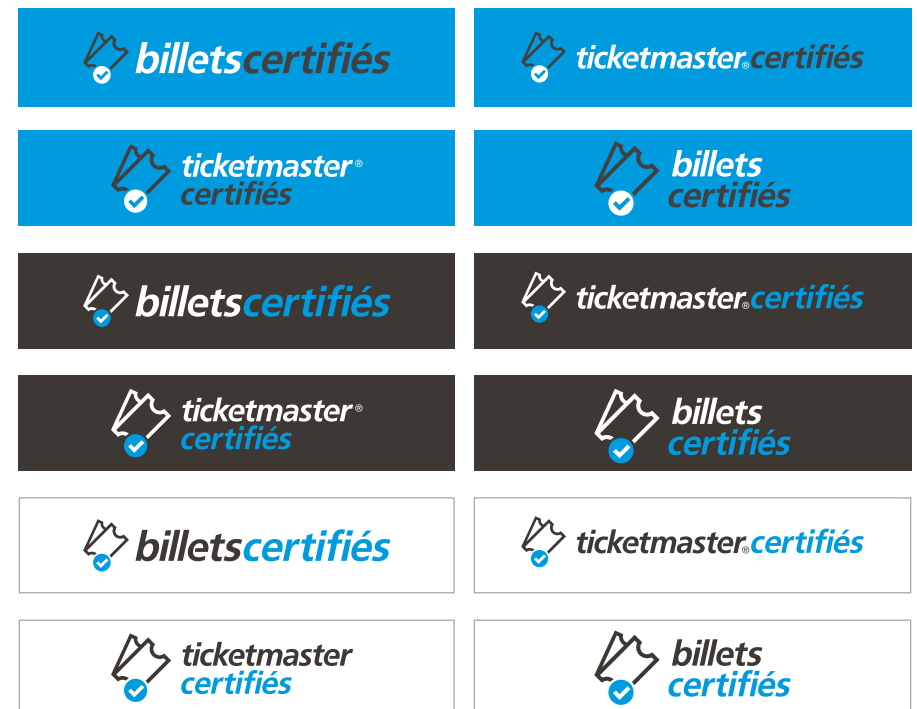 billetscertifiés
ticketmaster®certifiés
ticketmaster®
certifiés
billets
certifiés
billetscertifiés
ticketmaster®certifiés
ticketmaster®
certifiés
billets
certifiés
billetscertifiés
ticketmaster®certifiés
ticketmaster
certifiés
billets
certifiés